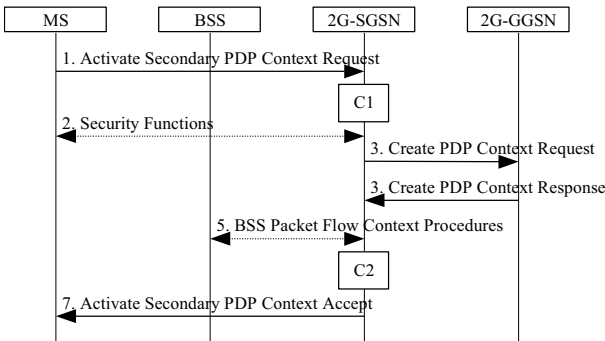 MS BSS 2G-SGSN 2G-GGSN
1. Activate Secondary PDP Context Request
C1
2. Security Functions
3. Create PDP Context Request
3. Create PDP Context Response
5. BSS Packet Flow Context Procedures
C2
7. Activate Secondary PDP Context Accept